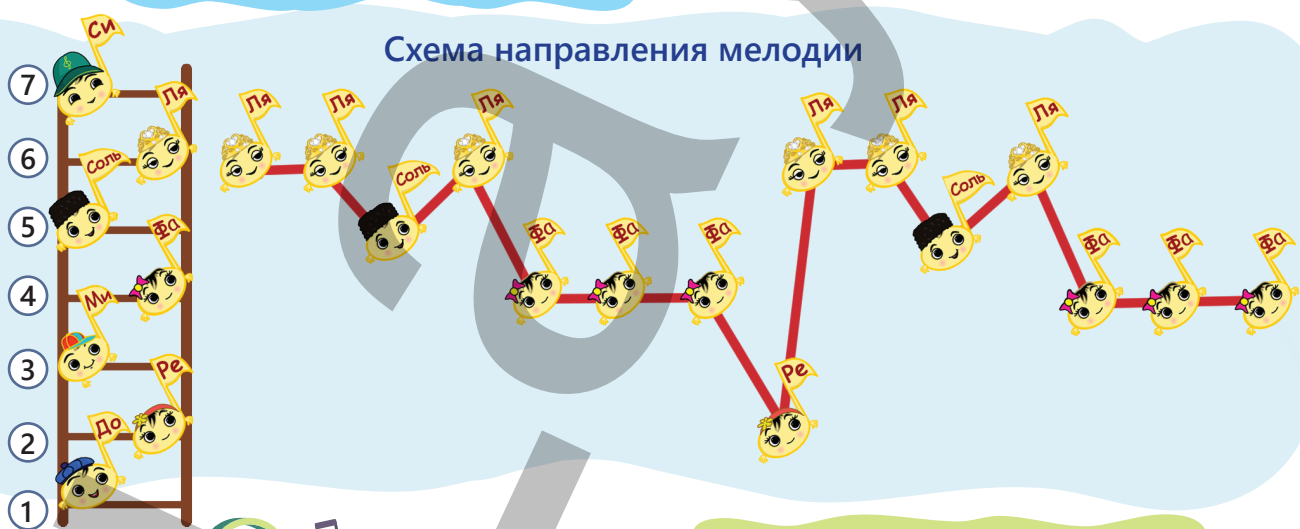 Схема направления мелодии
7
Си
Ля
6
Соль
5
Фа
4
Ми
3
Ре
2
До
1
Ля
Ля
Соль
Ля
Фа
Фа
Фа
Ре
Ля
Ля
Соль
Ля
Фа
Фа
Фа